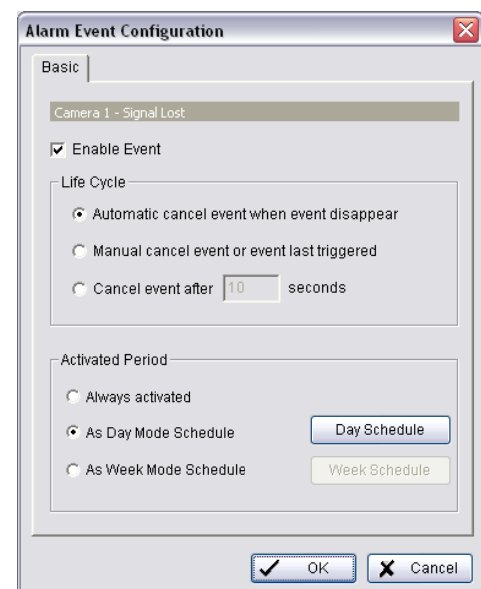 Alarm Event Configuration
Basic
Camera 1 - Signal Lost
Enable Event
Life Cycle
Automatic cancel event when event disappear
Manual cancel event or event last triggered
Cancel event after 10 seconds
Activated Period
Always activated
As Day Mode Schedule Day Schedule
As Week Mode Schedule Week Schedule
OK Cancel